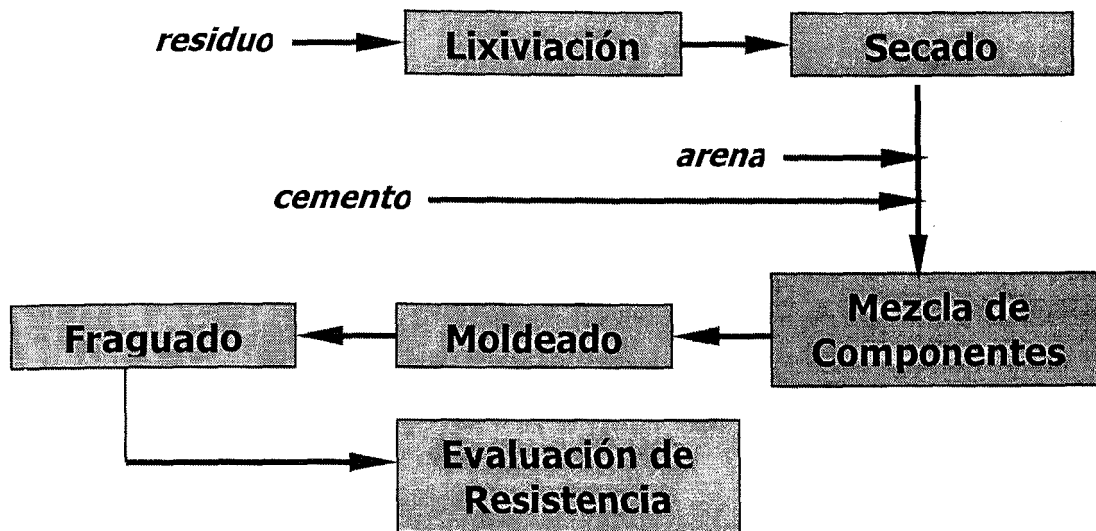 residuo
Lixiviación
Secado
arena
cemento
Mezcla de
Componentes
Moldeado
Fraguado
Evaluación de
Resistencia